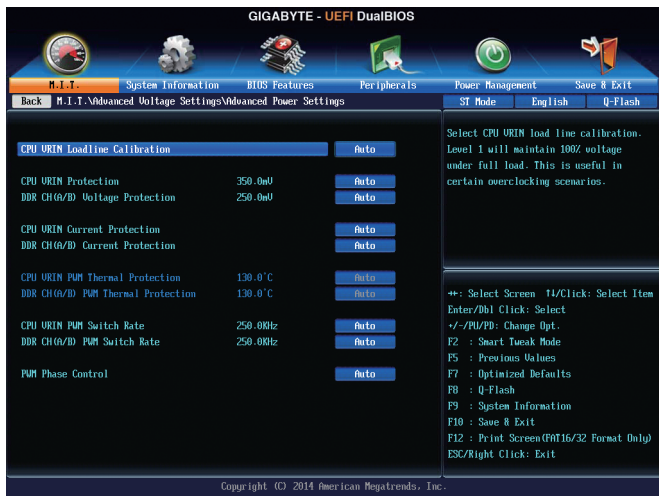 GIGABYTE - UEFI DualBIOS
M.I.T. System Information BIOS Features Peripherals Power Management Save & Exit
Back M.I.T.\Advanced Voltage Settings\Advanced Power Settings ST Mode English Q-Flash
CPU VRIN Loadline Calibration Auto
CPU VRIN Protection 350.0mV Auto
DDR CH(A/B) Voltage Protection 250.0mV Auto
CPU VRIN Current Protection Auto
DDR CH(A/B) Current Protection Auto
CPU VRIN PWM Thermal Protection 130.0°C Auto
DDR CH(A/B) PWM Thermal Protection 130.0°C Auto
CPU VRIN PWM Switch Rate 250.0KHz Auto
DDR CH(A/B) PWM Switch Rate 250.0KHz Auto
PWM Phase Control Auto
Select CPU VRIN load line calibration.
Level 1 will maintain 100% voltage
under full load. This is useful in
certain overclocking scenarios.
→←: Select Screen ↑↓/Click: Select Item
Enter/Dbl Click: Select
+/-/PU/PD: Change Opt.
F2 : Smart Tweak Mode
F5 : Previous Values
F7 : Optimized Defaults
F8 : Q-Flash
F9 : System Information
F10 : Save & Exit
F12 : Print Screen(FAT16/32 Format Only)
ESC/Right Click: Exit
Copyright (C) 2014 American Megatrends, Inc.